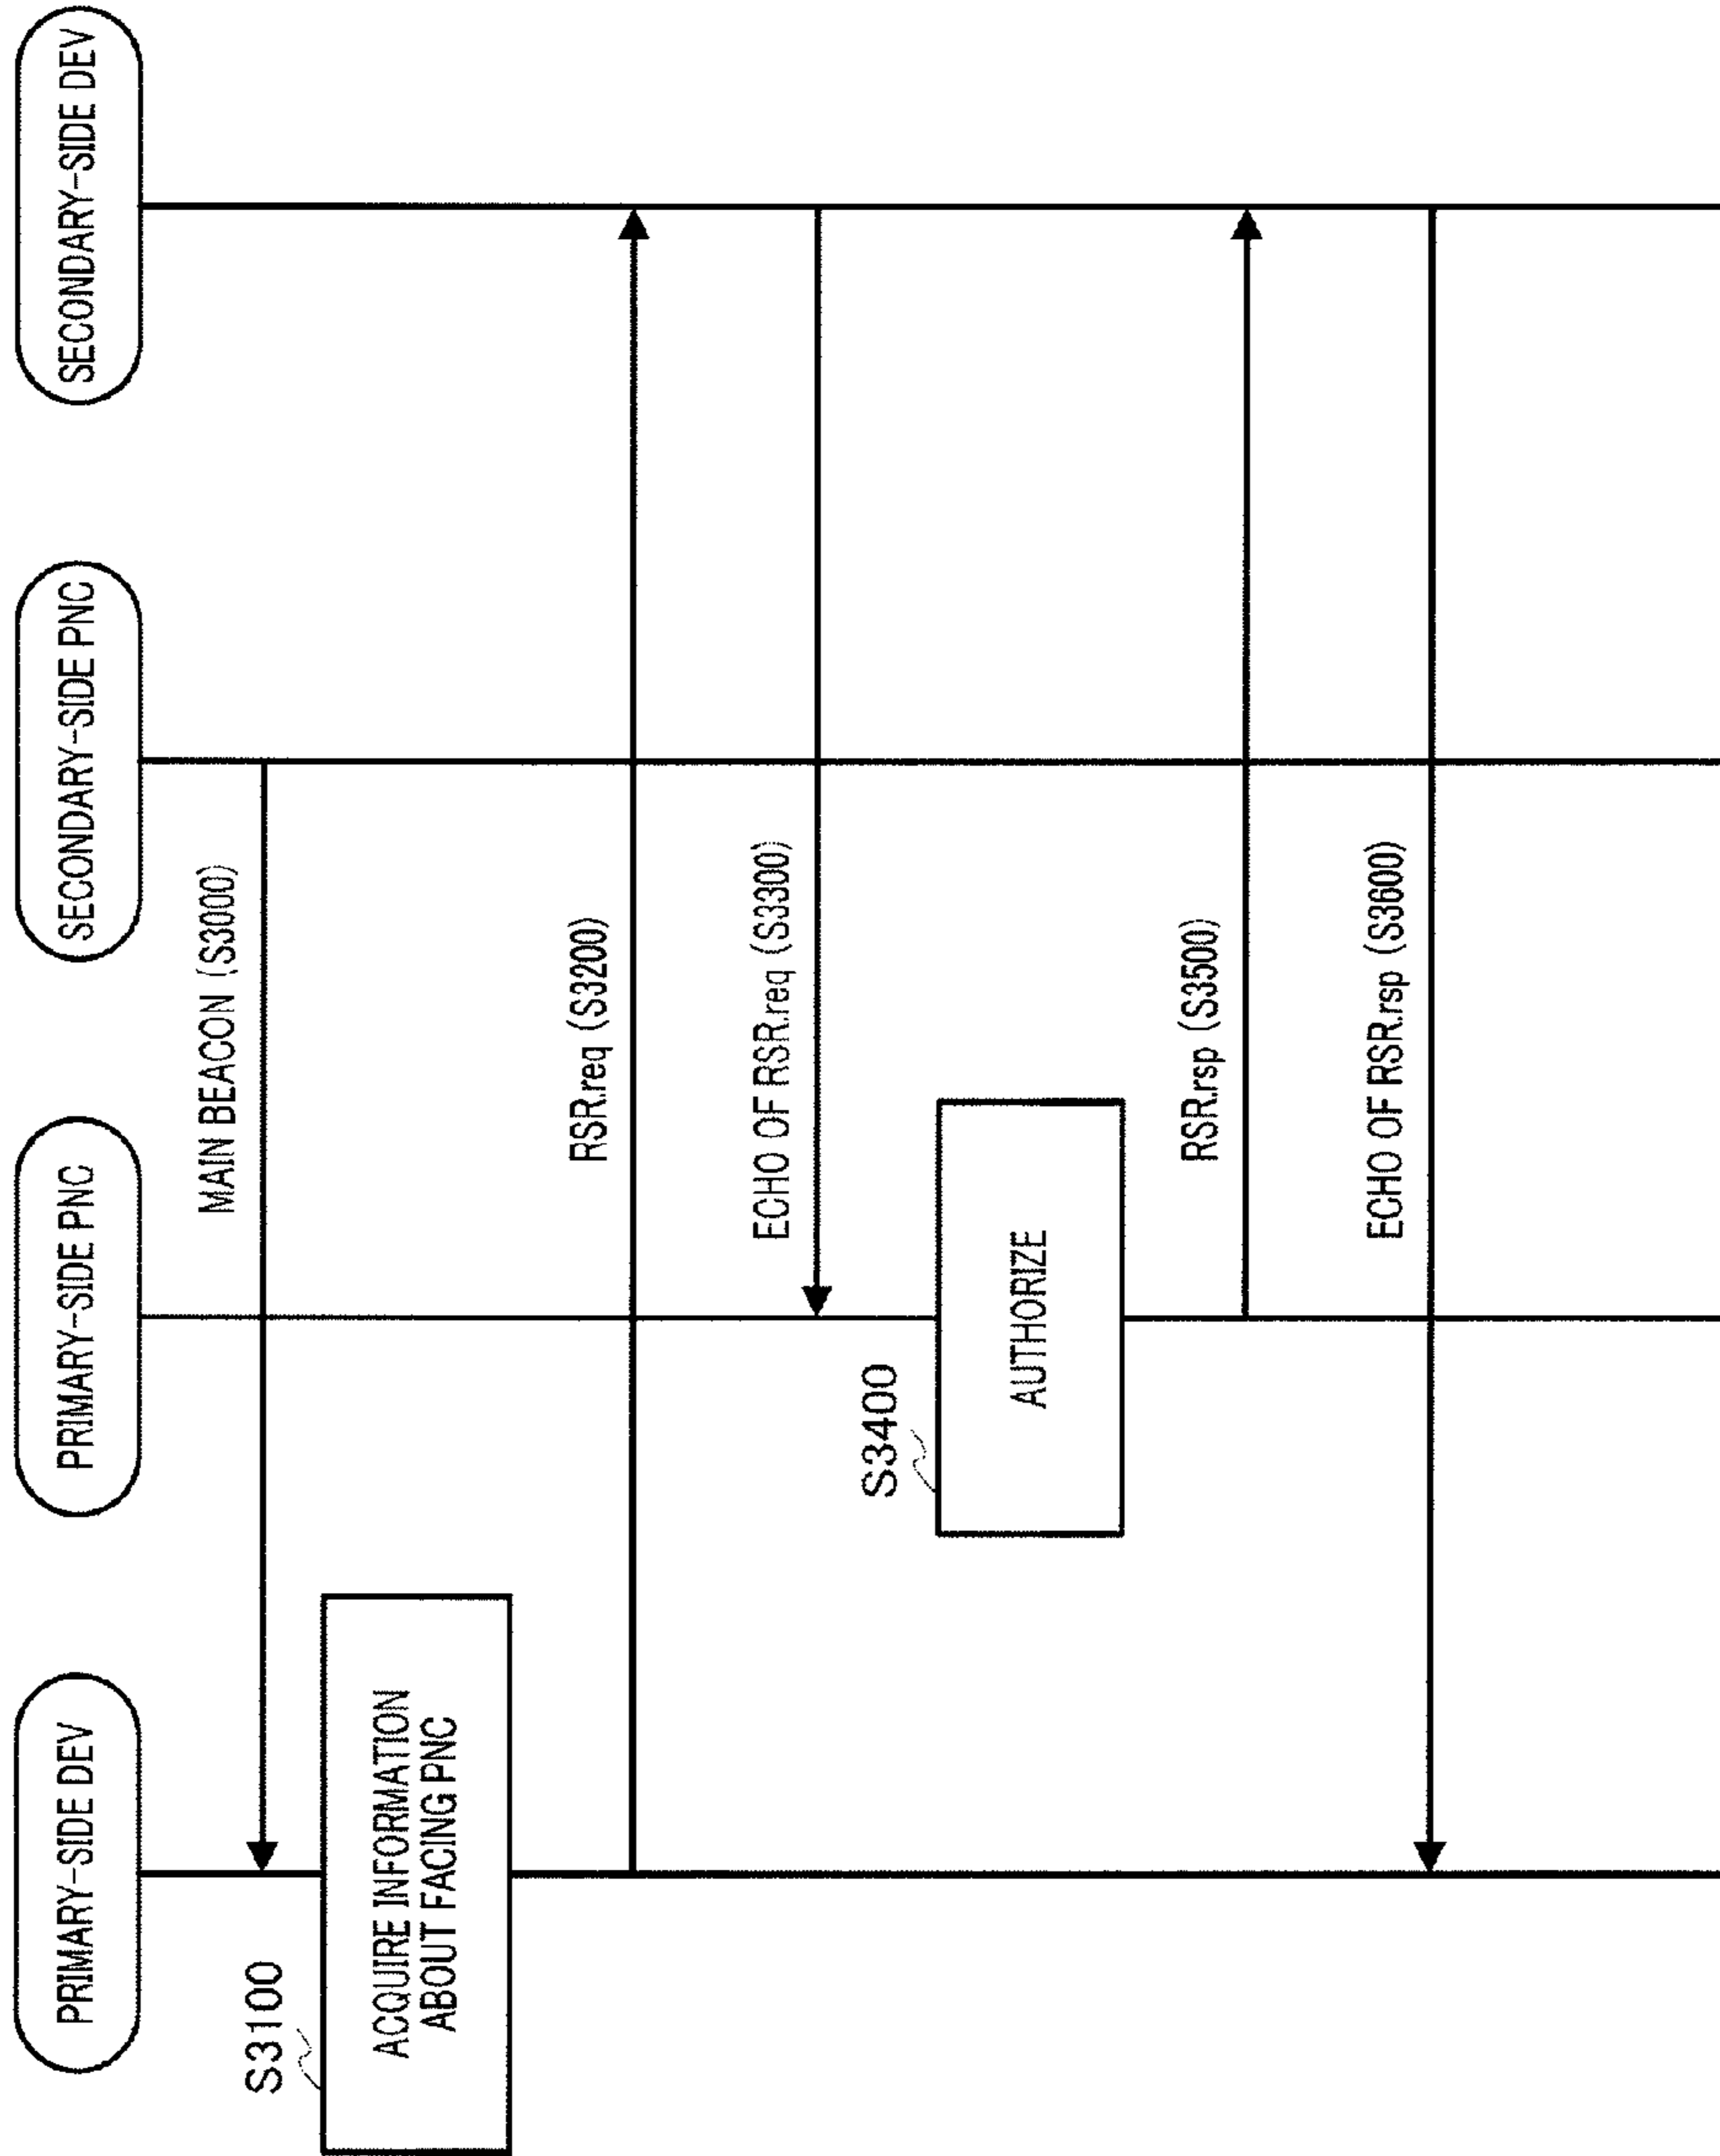 PRIMARY-SIDE DEV
PRIMARY-SIDE PNC
SECONDARY-SIDE PNC
SECONDARY-SIDE DEV
MAIN BEACON (S3000)
S3100
ACQUIRE INFORMATION
ABOUT FACING PNC
RSR.req (S3200)
ECHO OF RSR.req (S3300)
S3400
AUTHORIZE
RSR.rsp (S3500)
ECHO OF RSR.rsp (S3600)